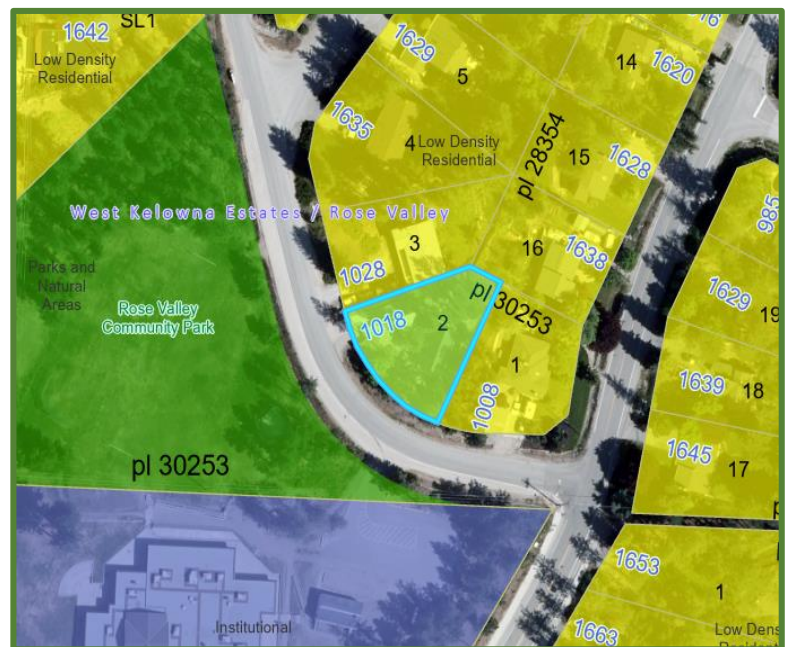 SL1
1642
Low Density
Residential
1629
5
14
1620
1635
4
Low Density
Residential
pl 28354
15
1628
West Kelowna Estates / Rose Valley
985
3
16
1638
1028
Parks and
Natural
Areas
Rose Valley
Community Park
pl 30253
1629
19
1018
2
1
1008
1639
18
1645
17
pl 30253
1653
1
Institutional
1663
Low Dens